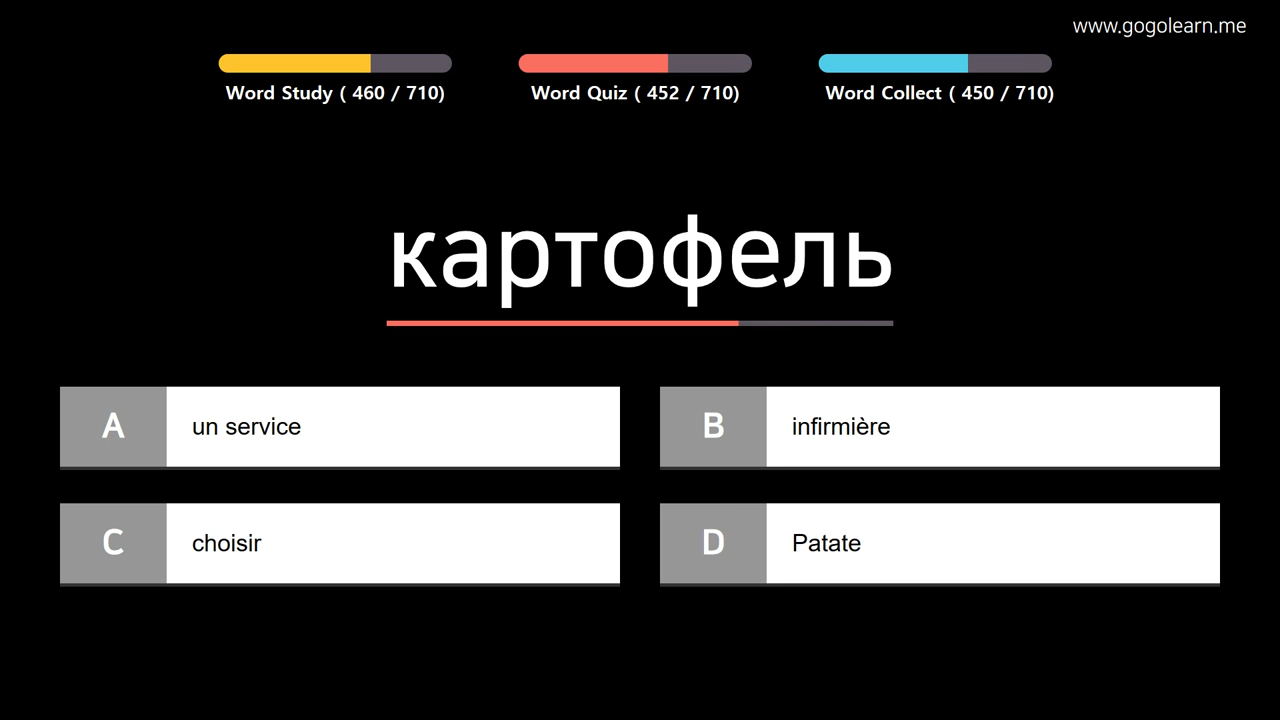 www.gogolearn.me
Word Study ( 460 / 710)
Word Quiz ( 452 / 710)
Word Collect ( 450 / 710)
картофель
A
un service
B
infirmière
C
choisir
D
Patate